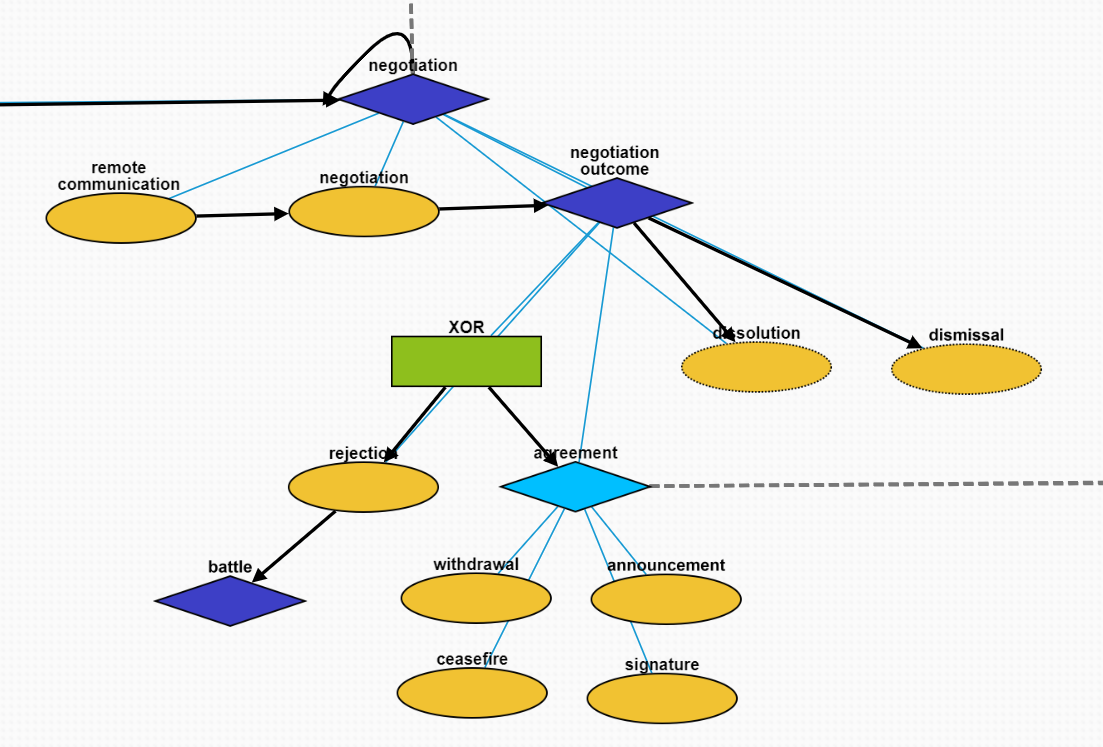 negotiation
remote
communication
negotiation
negotiation
outcome
XOR
dissolution
dismissal
rejection
agreement
battle
withdrawal
announcement
ceasefire
signature